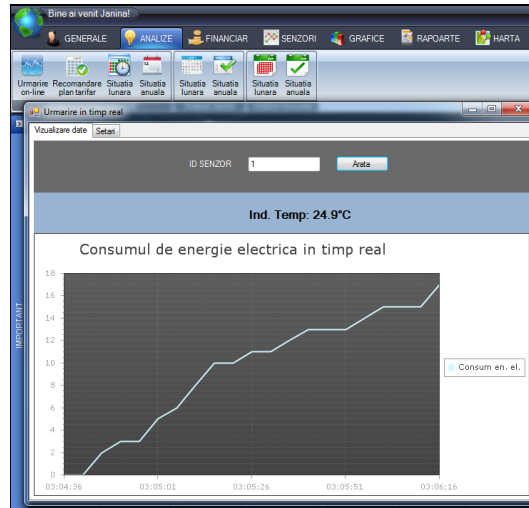 Bine ai venit Janina!
GENERALE ANALIZE FINANCIAR SENZORI GRAFICE RAPOARTE HARTA
Urmarire Recomandare Situatia Situatia Situatia Situatia Situatia Situatia
on-line plan tarifar lunara anuala lunara anuala lunara anuala
Urmarire in timp real
Vizualizare date Setari
ID SENZOR 1 Arata
Ind. Temp: 24.9°C
Consumul de energie electrica in timp real
18
16
14
12
10
8
6
4
2
0
03:04:36 03:05:01 03:05:26 03:05:51 03:06:16
Consum en. el.
IMPORTANT